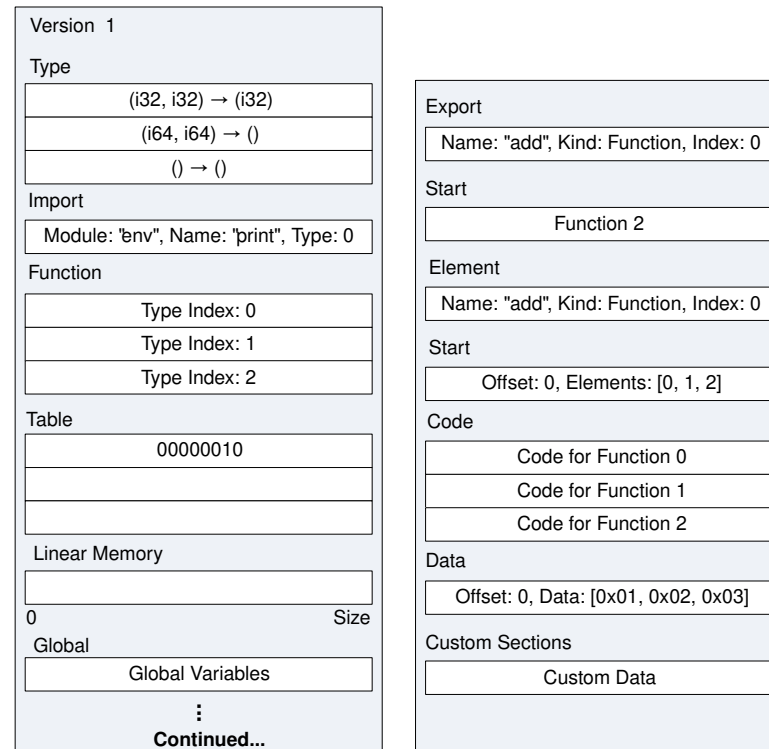 Version 1
Type
(i32, i32) → (i32)
(i64, i64) → ()
() → ()
Import
Module: "env", Name: "print", Type: 0
Function
Type Index: 0
Type Index: 1
Type Index: 2
Table
00000010
Linear Memory
0 Size
Global
Global Variables
⋮
Continued...
Export
Name: "add", Kind: Function, Index: 0
Start
Function 2
Element
Name: "add", Kind: Function, Index: 0
Start
Offset: 0, Elements: [0, 1, 2]
Code
Code for Function 0
Code for Function 1
Code for Function 2
Data
Offset: 0, Data: [0x01, 0x02, 0x03]
Custom Sections
Custom Data